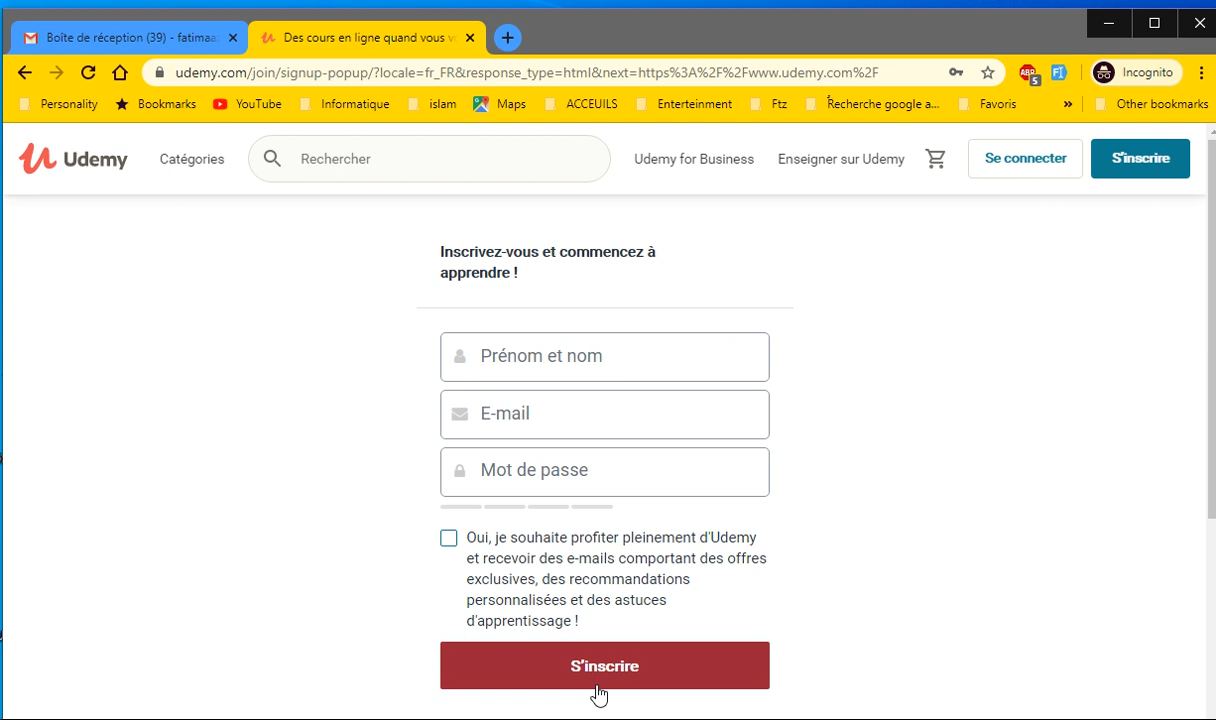 Boîte de réception (39) - fatimaa
Des cours en ligne quand vous v
udemy.com/join/signup-popup/?locale=fr_FR&response_type=html&next=https%3A%2F%2Fwww.udemy.com%2F
ABP
5
Incognito
Personality
Bookmarks
YouTube
Informatique
islam
Maps
ACCEUILS
Enterteinment
Ftz
Recherche google a...
Favoris
»
Other bookmarks
Udemy
Catégories
Rechercher
Udemy for Business
Enseigner sur Udemy
Se connecter
S'inscrire
Inscrivez-vous et commencez à
apprendre !
Prénom et nom
E-mail
Mot de passe
Oui, je souhaite profiter pleinement d'Udemy
et recevoir des e-mails comportant des offres
exclusives, des recommandations
personnalisées et des astuces
d'apprentissage !
S'inscrire